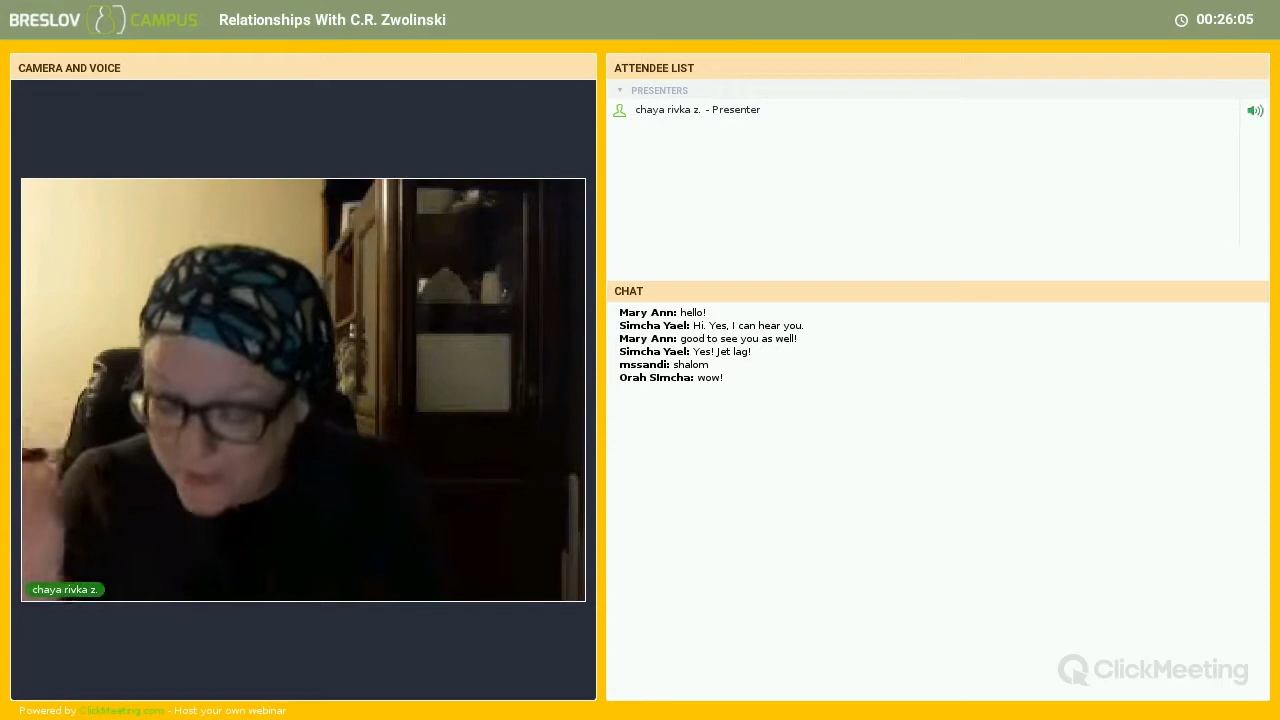 BRESLOV CAMPUS Relationships With C.R. Zwolinski 00:26:05
CAMERA AND VOICE
chaya rivka z.
ATTENDEE LIST
PRESENTERS
chaya rivka z. - Presenter
CHAT
Mary Ann: hello!
Simcha Yael: Hi. Yes, I can hear you.
Mary Ann: good to see you as well!
Simcha Yael: Yes! Jet lag!
mssandi: shalom
Orah SImcha: wow!
ClickMeeting
Powered by ClickMeeting.com - Host your own webinar